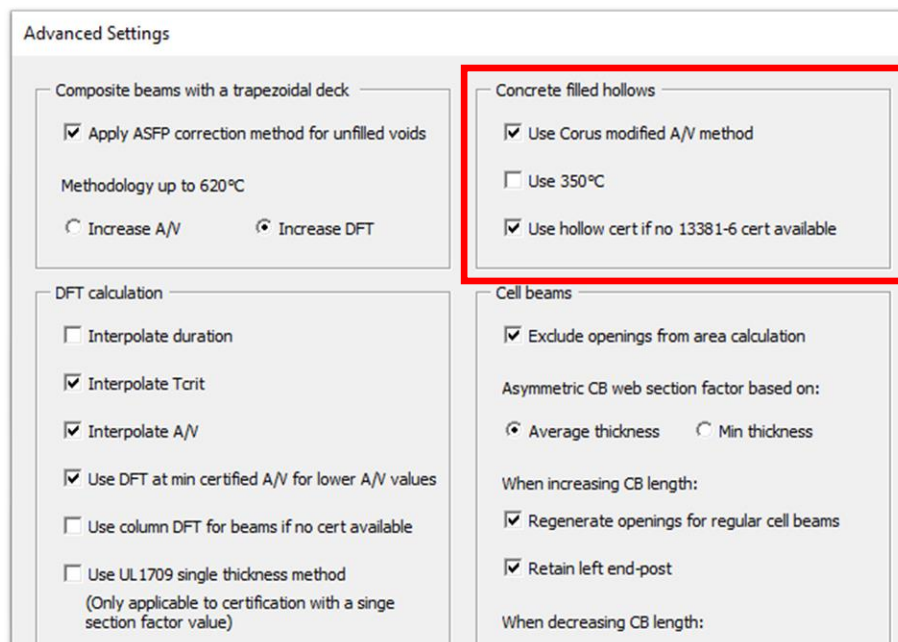 Advanced Settings
Composite beams with a trapezoidal deck
Apply ASFP correction method for unfilled voids
Methodology up to 620°C
Increase A/V
Increase DFT
Concrete filled hollows
Use Corus modified A/V method
Use 350°C
Use hollow cert if no 13381-6 cert available
DFT calculation
Interpolate duration
Interpolate Tcrit
Interpolate A/V
Use DFT at min certified A/V for lower A/V values
Use column DFT for beams if no cert available
Use UL1709 single thickness method
(Only applicable to certification with a singe
section factor value)
Cell beams
Exclude openings from area calculation
Asymmetric CB web section factor based on:
Average thickness
Min thickness
When increasing CB length:
Regenerate openings for regular cell beams
Retain left end-post
When decreasing CB length: